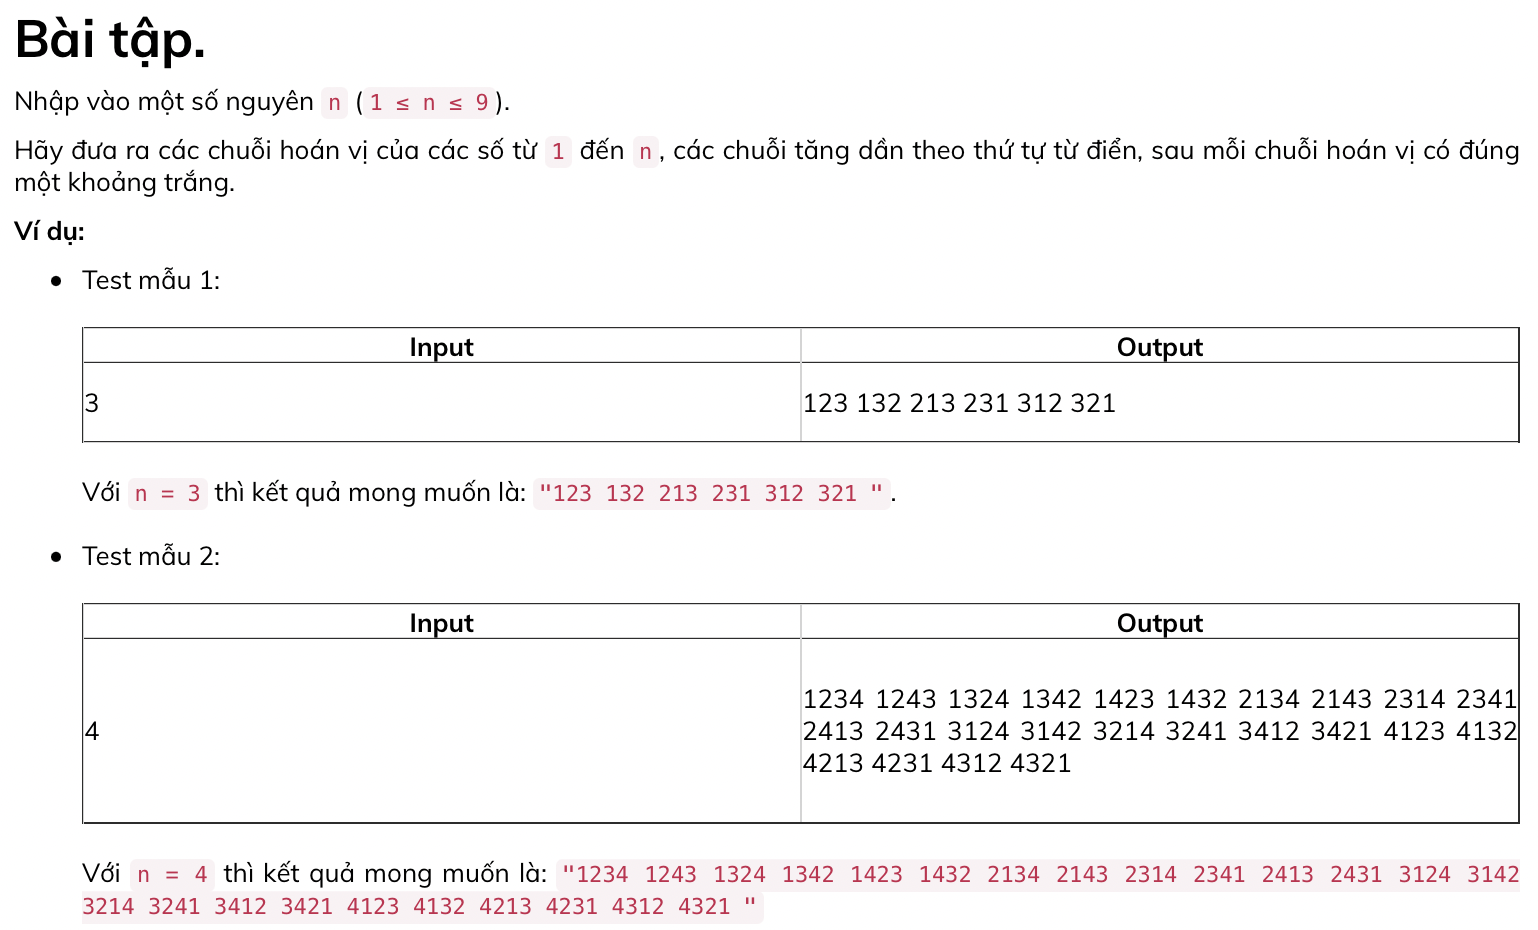 Bài tập.
Nhập vào một số nguyên n (1 ≤ n ≤ 9).
Hãy đưa ra các chuỗi hoán vị của các số từ 1 đến n, các chuỗi tăng dần theo thứ tự từ điển, sau mỗi chuỗi hoán vị có đúng
một khoảng trắng.
Ví dụ:
• Test mẫu 1:
Input Output
3 123 132 213 231 312 321
Với n = 3 thì kết quả mong muốn là: "123 132 213 231 312 321 ".
• Test mẫu 2:
Input Output
1234 1243 1324 1342 1423 1432 2134 2143 2314 2341
4 2413 2431 3124 3142 3214 3241 3412 3421 4123 4132
4213 4231 4312 4321
Với n = 4 thì kết quả mong muốn là: "1234 1243 1324 1342 1423 1432 2134 2143 2314 2341 2413 2431 3124 3142
3214 3241 3412 3421 4123 4132 4213 4231 4312 4321 "